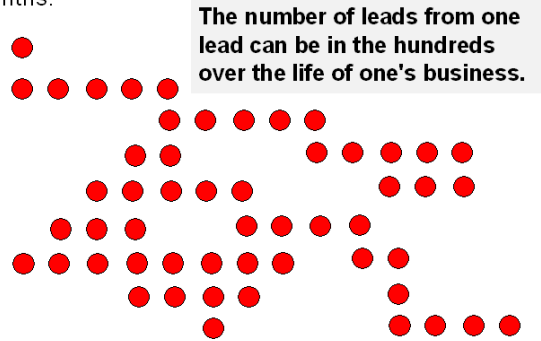 The number of leads from one
lead can be in the hundreds
over the life of one's business.